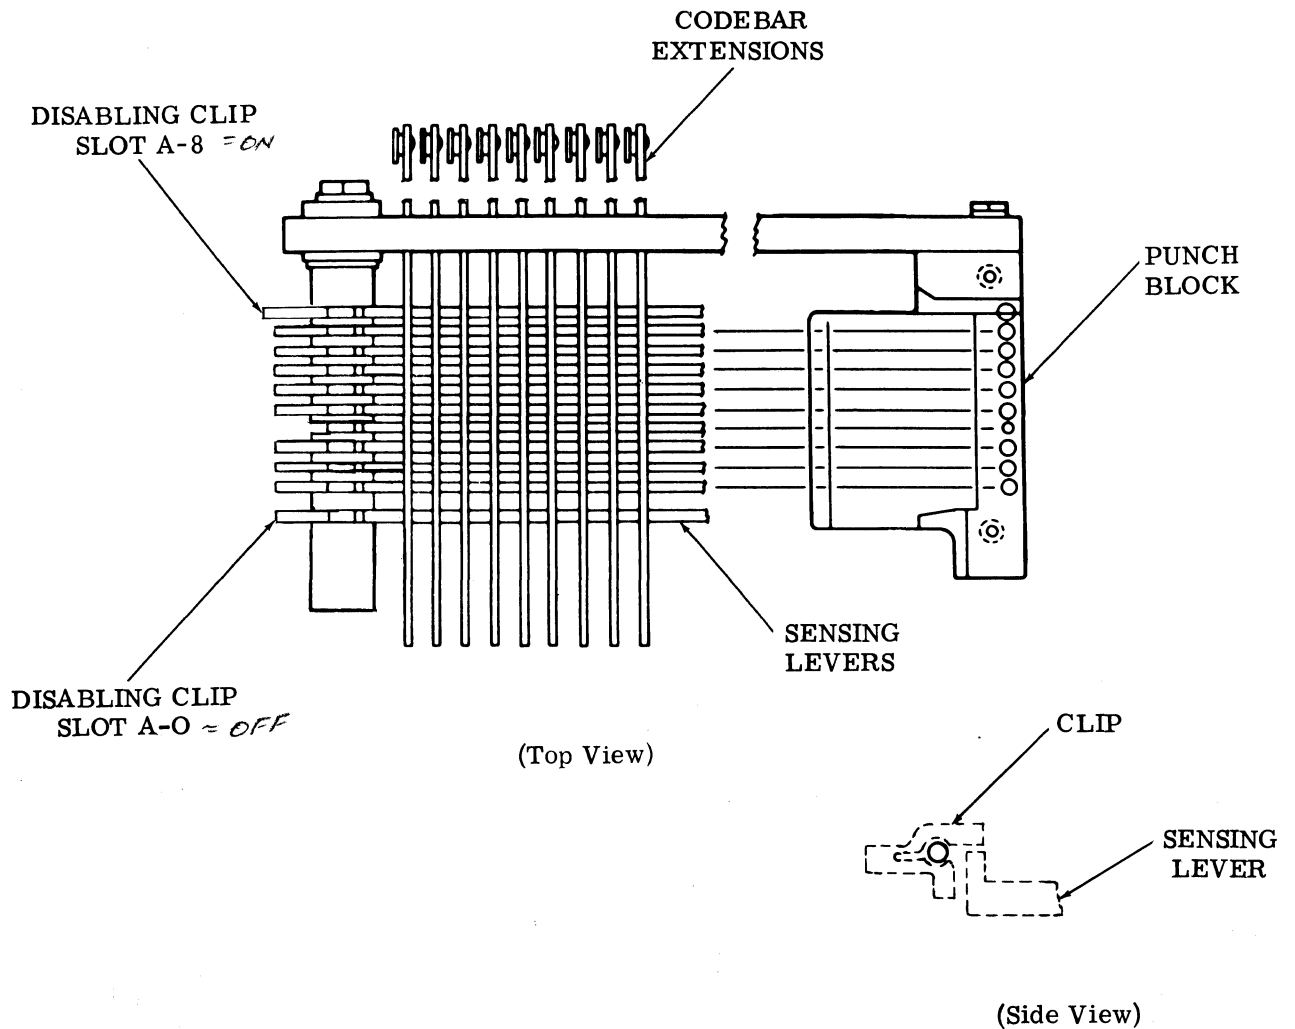 CODEBAR
EXTENSIONS
DISABLING CLIP
SLOT A-8 = ON
PUNCH
BLOCK
SENSING
LEVERS
DISABLING CLIP
SLOT A-O ≈ OFF
(Top View)
CLIP
SENSING
LEVER
(Side View)